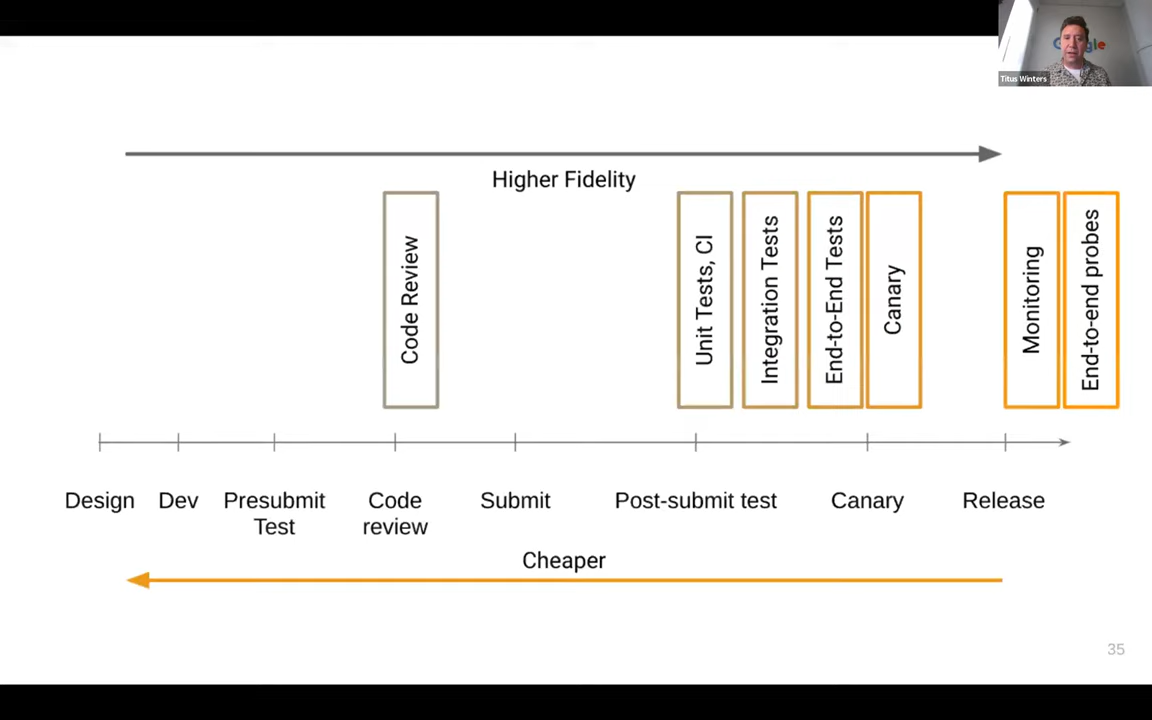 Google
Titus Winters
Higher Fidelity
Code Review
Unit Tests, CI
Integration Tests
End-to-End Tests
Canary
Monitoring
End-to-end probes
Design
Dev
Presubmit
Test
Code
review
Submit
Post-submit test
Canary
Release
Cheaper
35